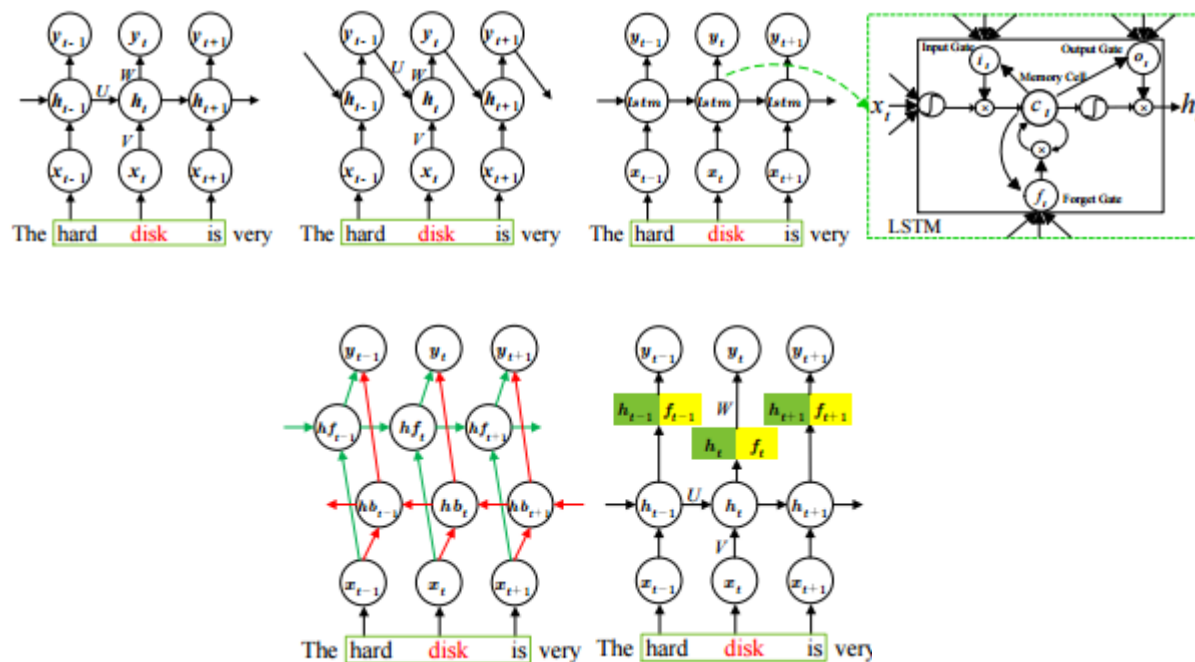 y_{t-1} y_t y_{t+1}
U W
h_{t-1} h_t h_{t+1}
V
x_{t-1} x_t x_{t+1}
The hard disk is very
y_{t-1} y_t y_{t+1}
U W
h_{t-1} h_t h_{t+1}
V
x_{t-1} x_t x_{t+1}
The hard disk is very
y_{t-1} y_t y_{t+1}
lstm lstm lstm
x_{t-1} x_t x_{t+1}
The hard disk is very
Input Gate Output Gate
i_t o_t
Memory Cell
x_t ∫ × c_t ∫ × h
×
f_t Forget Gate
LSTM
y_{t-1} y_t y_{t+1}
hf_{t-1} hf_t hf_{t+1}
hb_{t-1} hb_t hb_{t+1}
x_{t-1} x_t x_{t+1}
The hard disk is very
y_{t-1} y_t y_{t+1}
h_{t-1} f_{t-1} W h_{t+1} f_{t+1}
h_t f_t
U
h_{t-1} h_t h_{t+1}
V
x_{t-1} x_t x_{t+1}
The hard disk is very